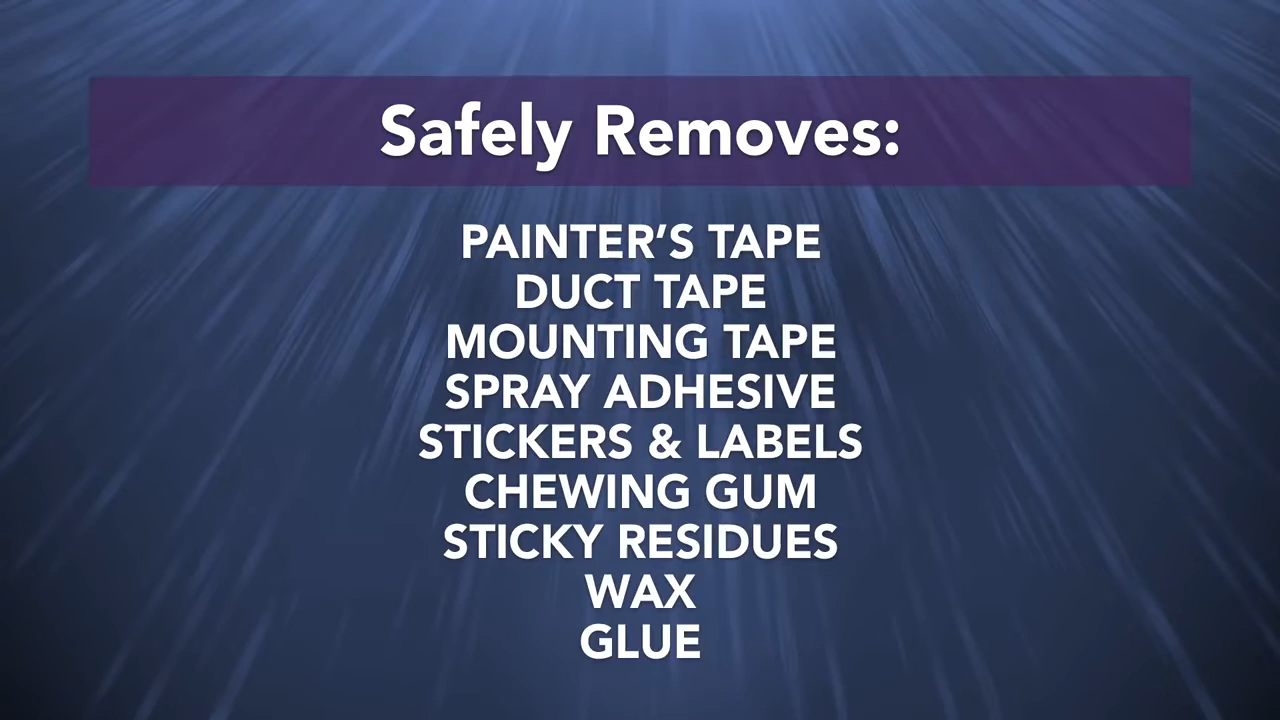 Safely Removes:
PAINTER’S TAPE
DUCT TAPE
MOUNTING TAPE
SPRAY ADHESIVE
STICKERS & LABELS
CHEWING GUM
STICKY RESIDUES
WAX
GLUE